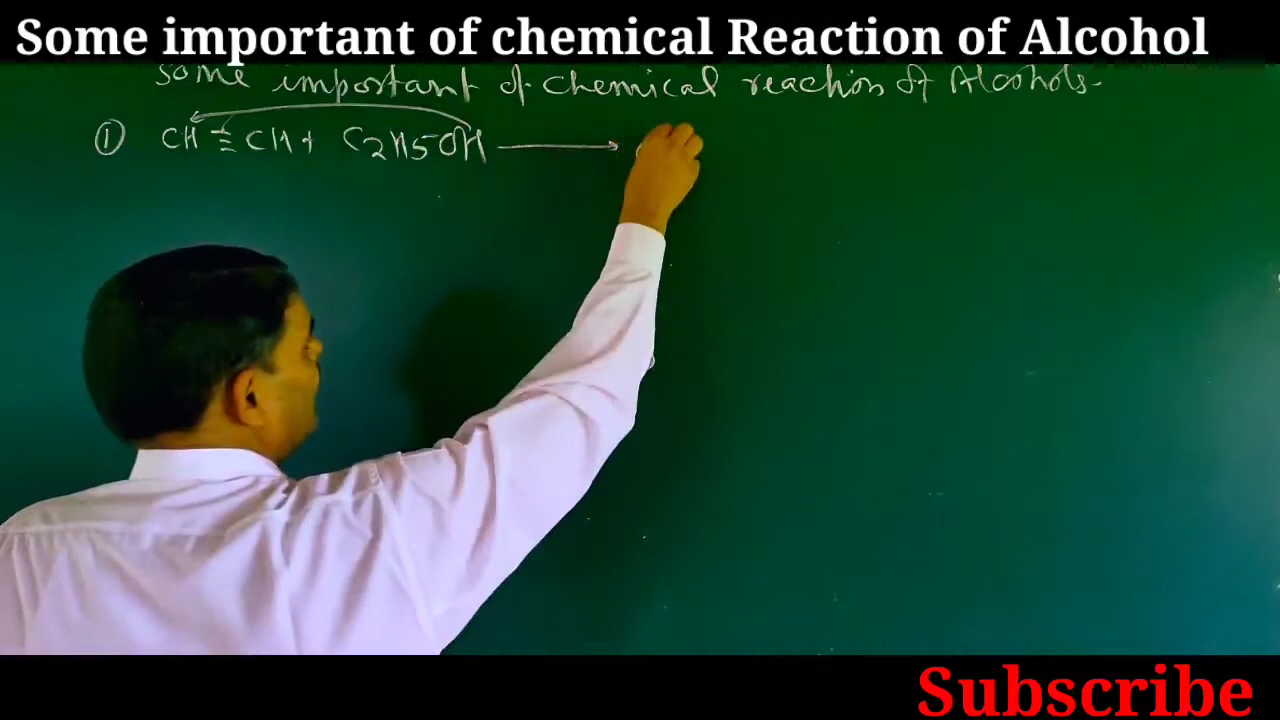 Some important of chemical Reaction of Alcohol
some important of chemical reaction of Alcohols-
① CH≡CH + C2H5OH ⟶
Subscribe